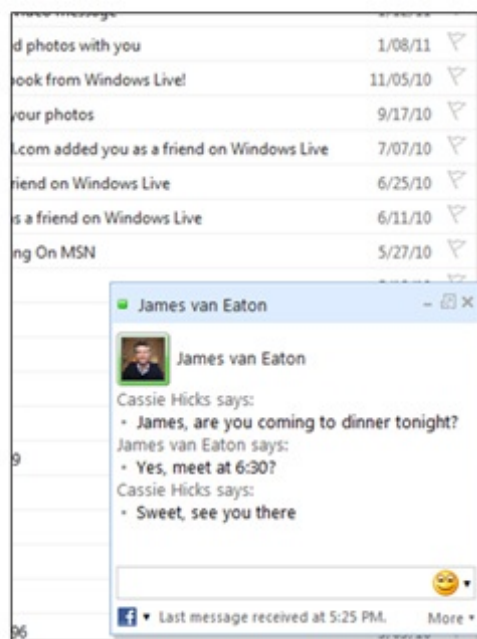 d photos with you 1/08/11
ook from Windows Live! 11/05/10
your photos 9/17/10
l.com added you as a friend on Windows Live 7/07/10
riend on Windows Live 6/25/10
s a friend on Windows Live 6/11/10
ng On MSN 5/27/10
James van Eaton
James van Eaton
Cassie Hicks says:
• James, are you coming to dinner tonight?
James van Eaton says:
• Yes, meet at 6:30?
Cassie Hicks says:
• Sweet, see you there
9
Last message received at 5:25 PM. More
96